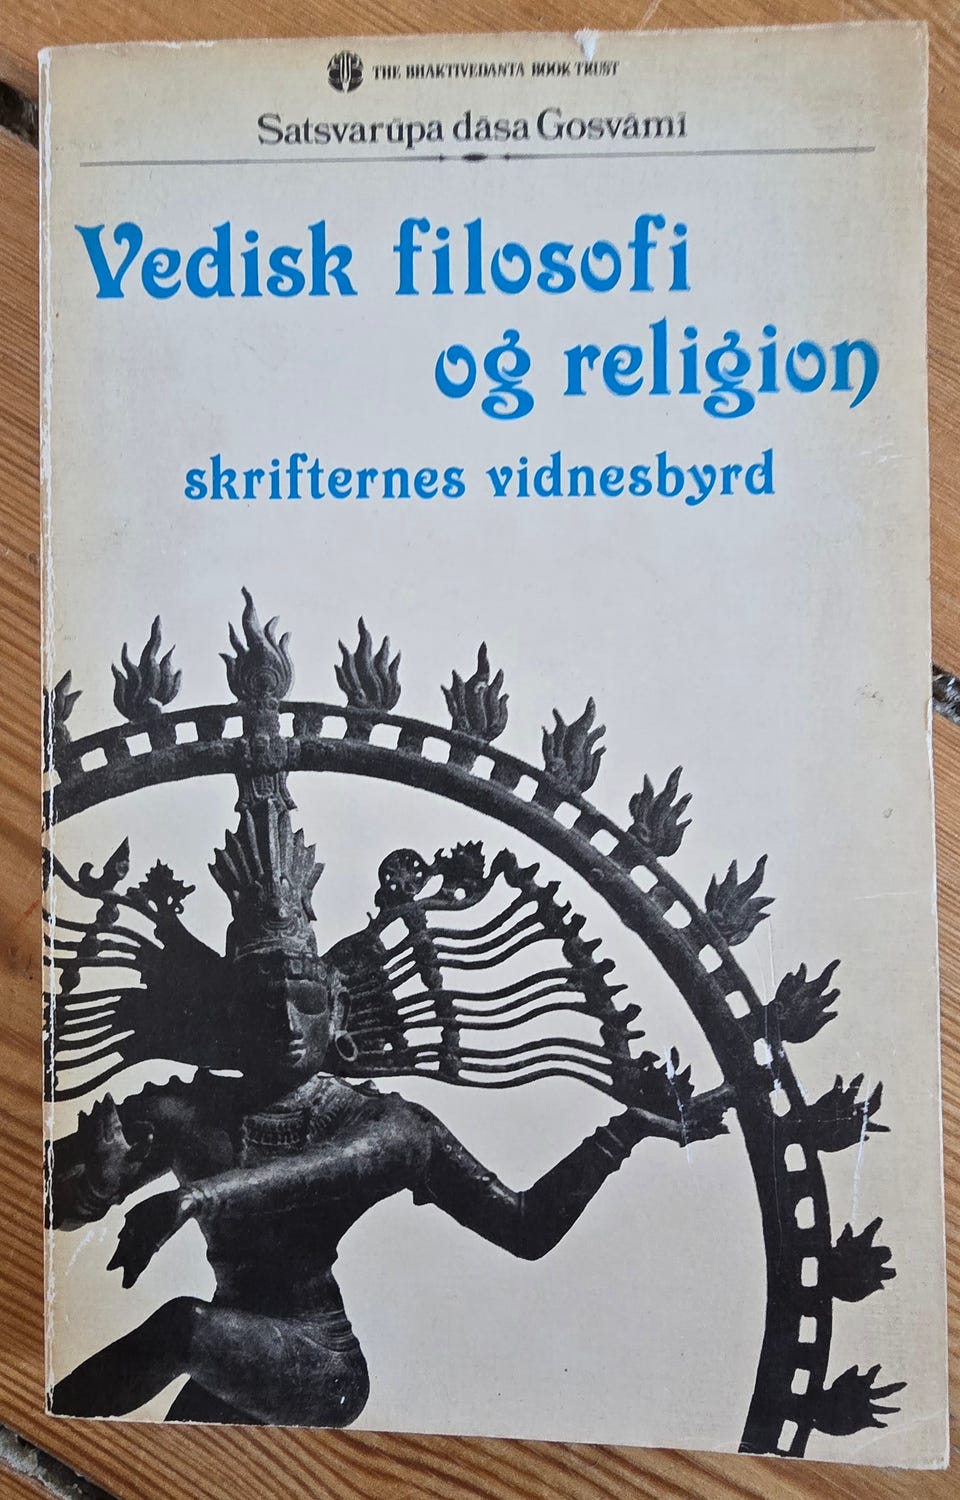 THE BHAKTIVEDANTA BOOK TRUST
Satsvarūpa dāsa Gosvāmī
Vedisk filosofi
og religion
skrifternes vidnesbyrd